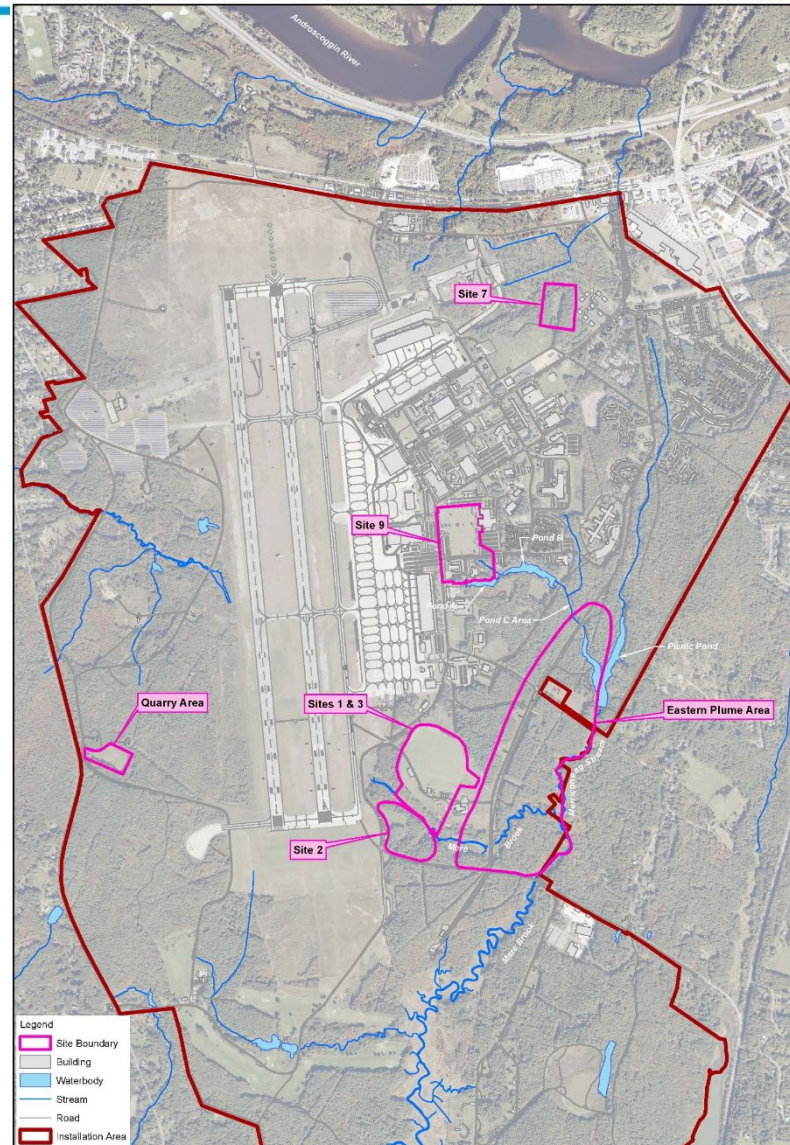 Androscoggin River
Site 7
Site 9
Pond B
Pond A
Pond C Area
Picnic Pond
Quarry Area
Sites 1 & 3
Eastern Plume Area
Site 2
Mere
Brook
Mere Brook
Legend
Site Boundary
Building
Waterbody
Stream
Road
Installation Area